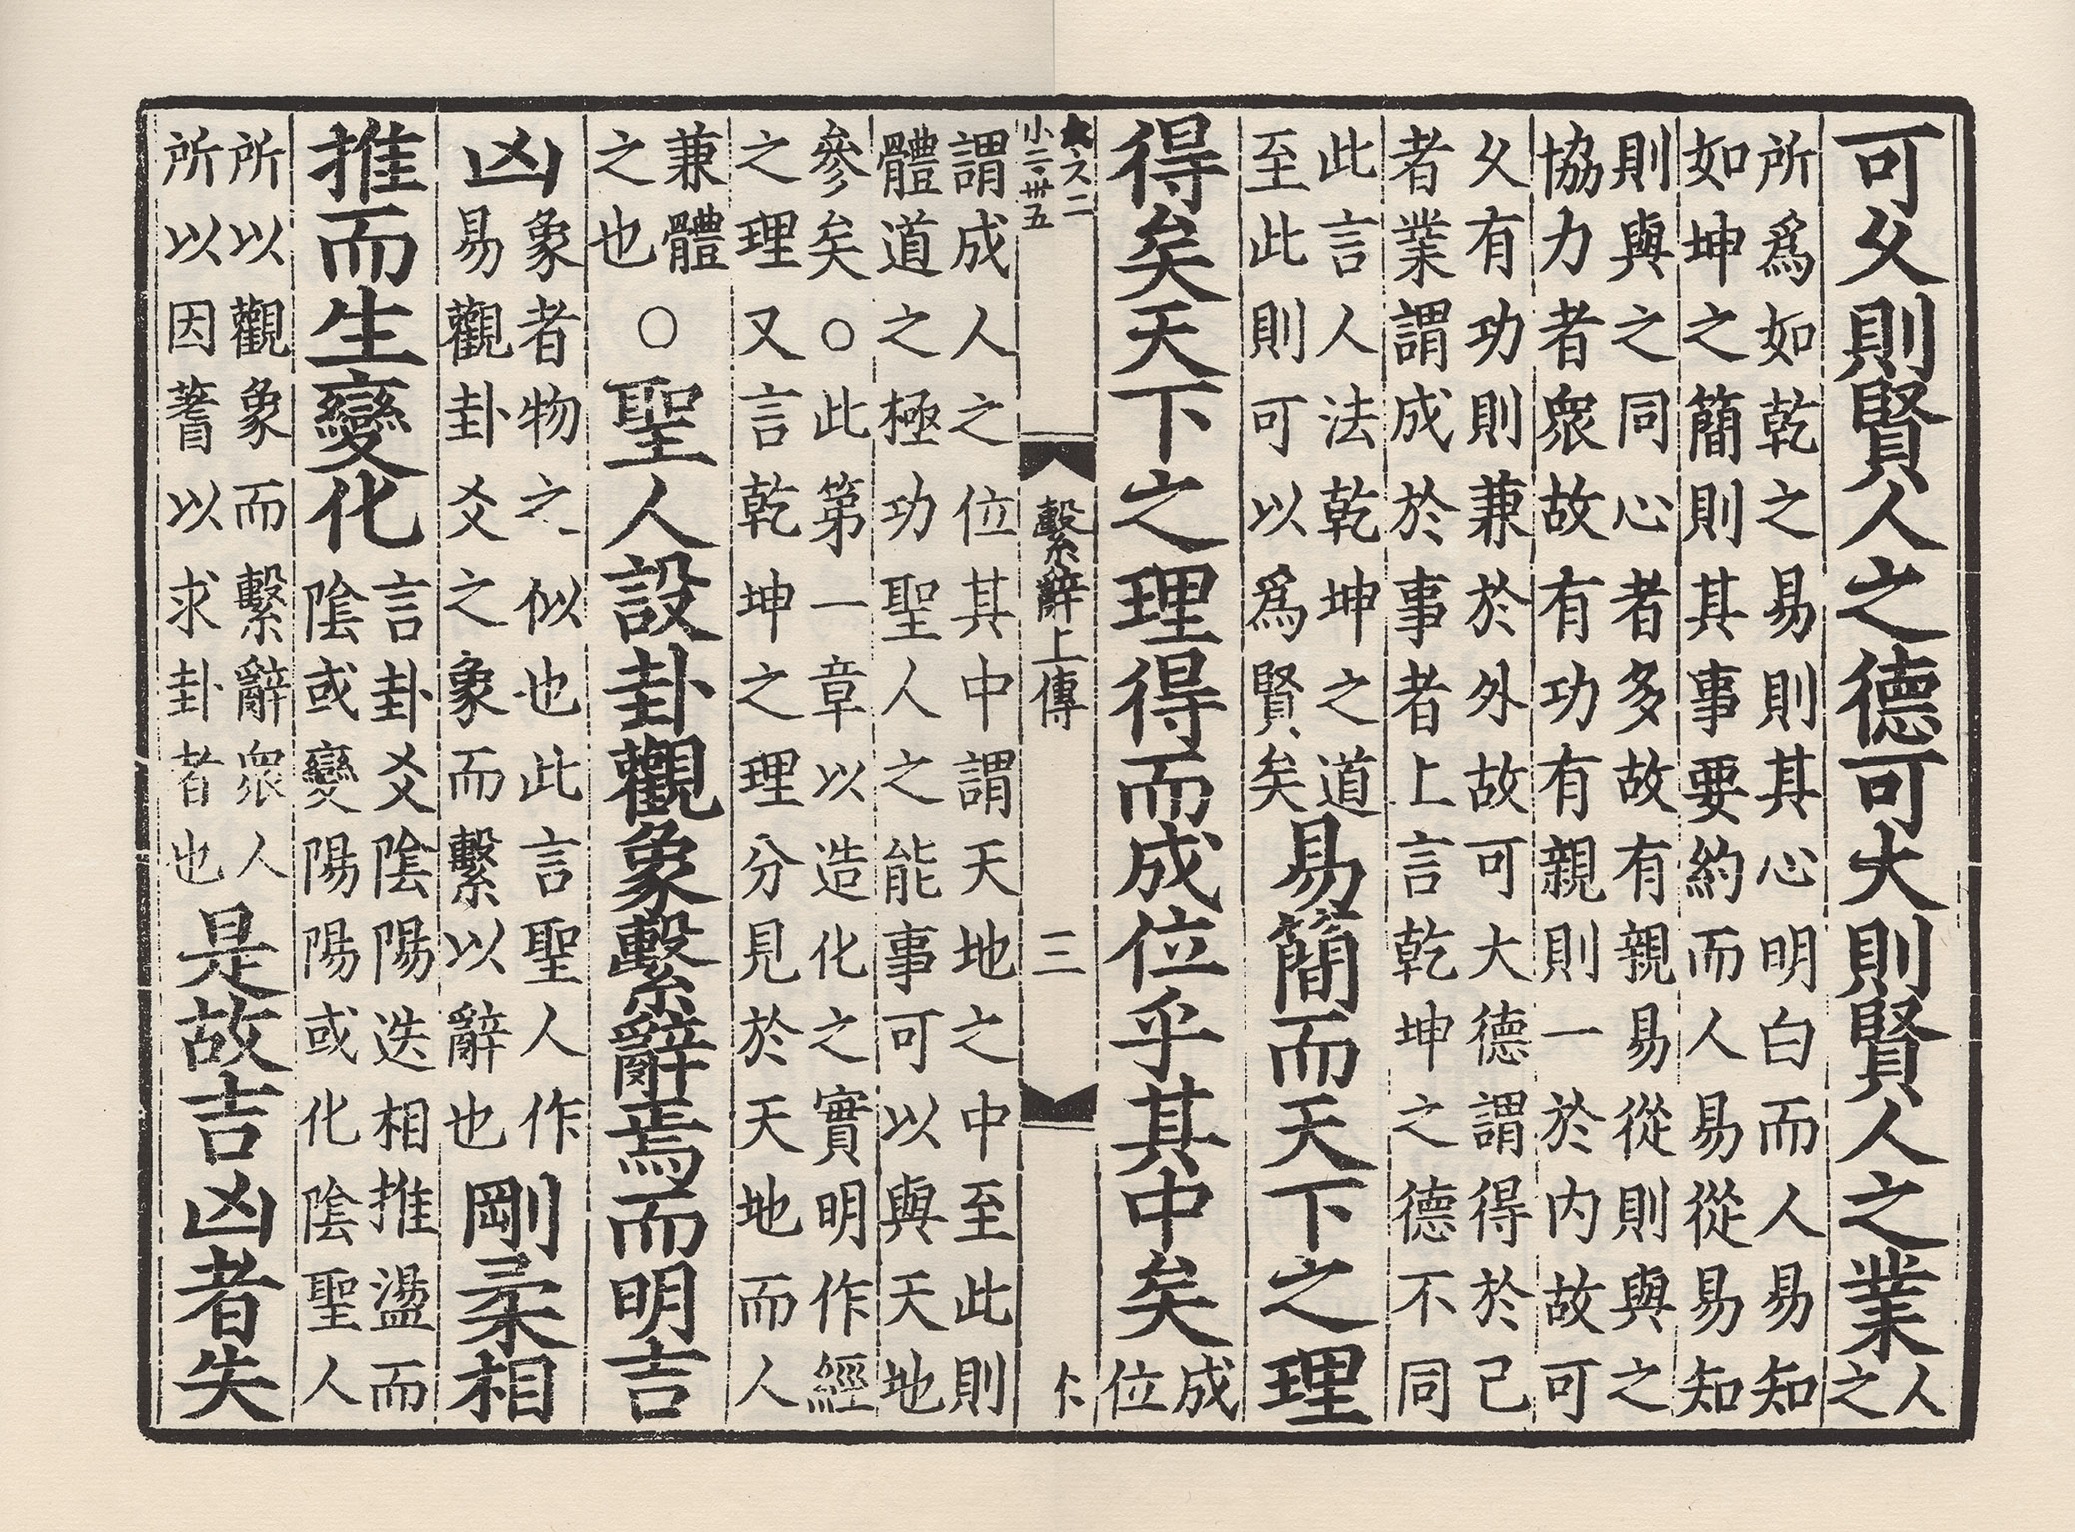 可久則賢人之德可大則賢人之業人之
所爲如乾之易則其心明白而人易知
如坤之簡則其事要約而人易從易知
則與之同心者多故有親易從則與之
協力者衆故有功有親則一於内故可
久有功則兼於外故可大德謂得於己
者業謂成於事者上言乾坤之德不同
此言人法乾坤之道
至此則可以爲賢矣易簡而天下之理
得矣天下之理得而成位乎其中矣成位
大六二
小二卅五
繫辭上傳
三
卜
謂成人之位其中謂天地之中至此則
體道之極功聖人之能事可以與天地
參矣○此第一章以造化之實明作經
之理又言乾坤之理分見於天地而人
兼體
之也○聖人設卦觀象繫辭焉而明吉
凶象者物之似也此言聖人作
易觀卦爻之象而繫以辭也剛柔相
推而生變化言卦爻陰陽迭相推盪而
陰或變陽陽或化陰聖人
所以觀象而繫辭衆人
所以因蓍以求卦者也是故吉凶者失